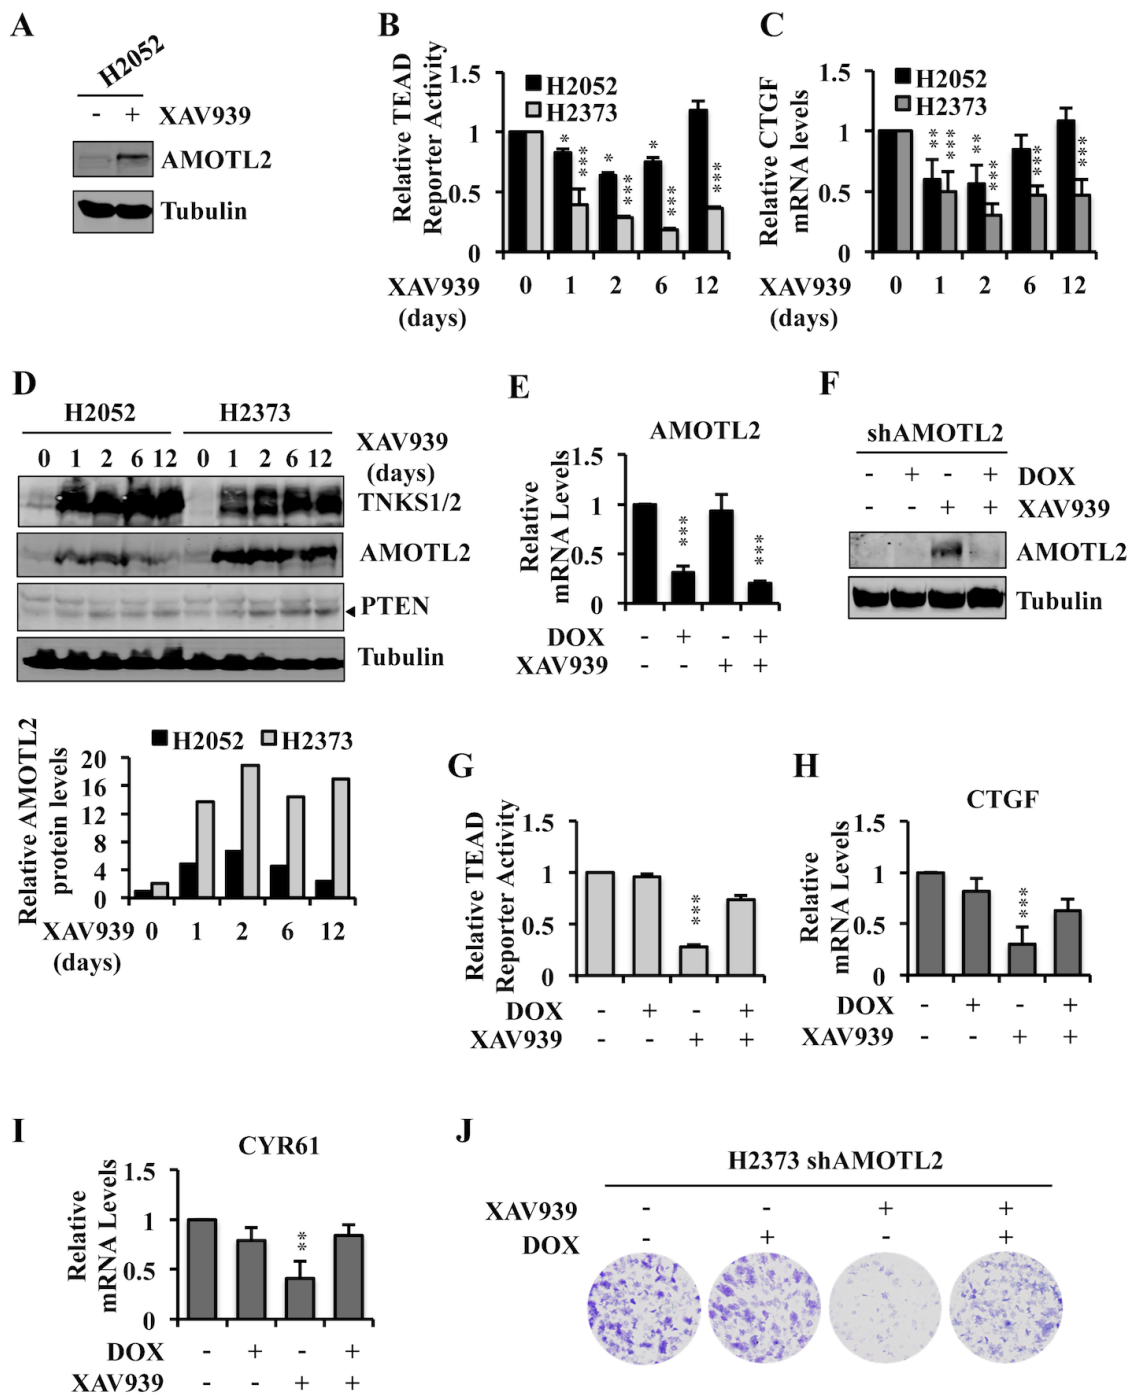 A
H2052
- + XAV939
AMOTL2
Tubulin
B
Relative TEAD
Reporter Activity
1.5
1
0.5
0
H2052
H2373
* *** * *** * *** ***
XAV939 0 1 2 6 12
(days)
C
Relative CTGF
mRNA levels
1.5
1
0.5
0
H2052
H2373
** *** ** *** *** ***
XAV939 0 1 2 6 12
(days)
D
H2052 H2373
0 1 2 6 12 0 1 2 6 12 XAV939
(days)
TNKS1/2
AMOTL2
PTEN
Tubulin
Relative AMOTL2
protein levels
20
16
12
8
4
0
H2052 H2373
XAV939 0 1 2 6 12
(days)
E
AMOTL2
Relative
mRNA Levels
1.5
1
0.5
0
*** ***
DOX - + - +
XAV939 - - + +
F
shAMOTL2
- + - + DOX
- - + + XAV939
AMOTL2
Tubulin
G
Relative TEAD
Reporter Activity
1.5
1
0.5
0
***
DOX - + - +
XAV939 - - + +
H
CTGF
Relative
mRNA Levels
1.5
1
0.5
0
***
DOX - + - +
XAV939 - - + +
I
CYR61
Relative
mRNA Levels
1.5
1
0.5
0
**
DOX - + - +
XAV939 - - + +
J
H2373 shAMOTL2
XAV939 - - + +
DOX - + - +